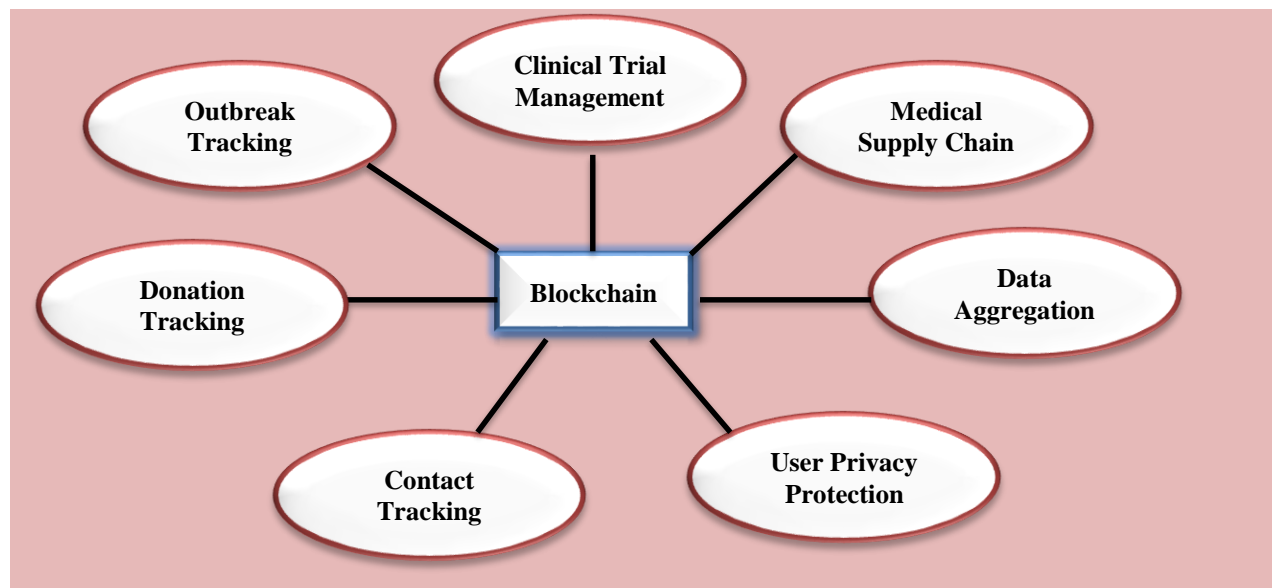 Clinical Trial
Management
Outbreak
Tracking
Medical
Supply Chain
Donation
Tracking
Blockchain
Data
Aggregation
Contact
Tracking
User Privacy
Protection